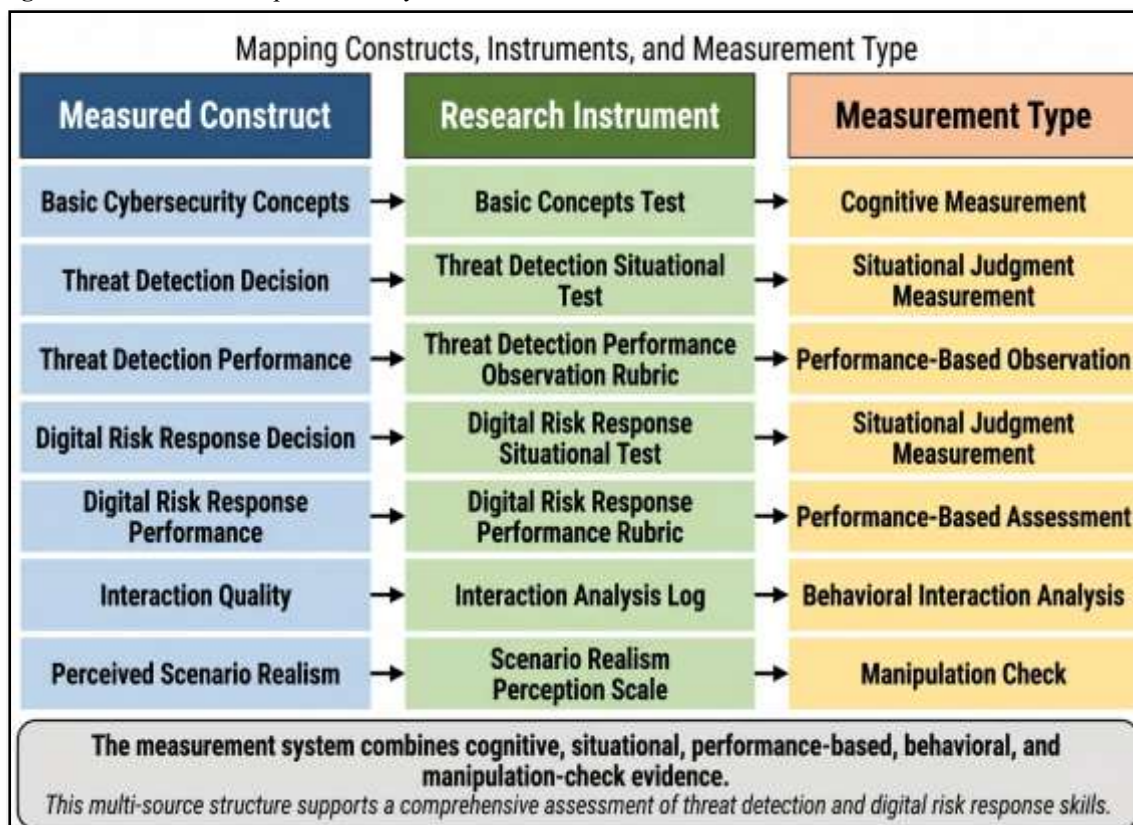 Mapping Constructs, Instruments, and Measurement Type
Measured Construct
Research Instrument
Measurement Type
Basic Cybersecurity Concepts
Basic Concepts Test
Cognitive Measurement
Threat Detection Decision
Threat Detection Situational
Test
Situational Judgment
Measurement
Threat Detection Performance
Threat Detection Performance
Observation Rubric
Performance-Based Observation
Digital Risk Response Decision
Digital Risk Response
Situational Test
Situational Judgment
Measurement
Digital Risk Response
Performance
Digital Risk Response
Performance Rubric
Performance-Based Assessment
Interaction Quality
Interaction Analysis Log
Behavioral Interaction Analysis
Perceived Scenario Realism
Scenario Realism
Perception Scale
Manipulation Check
The measurement system combines cognitive, situational, performance-based, behavioral, and
manipulation-check evidence.
This multi-source structure supports a comprehensive assessment of threat detection and digital risk response skills.